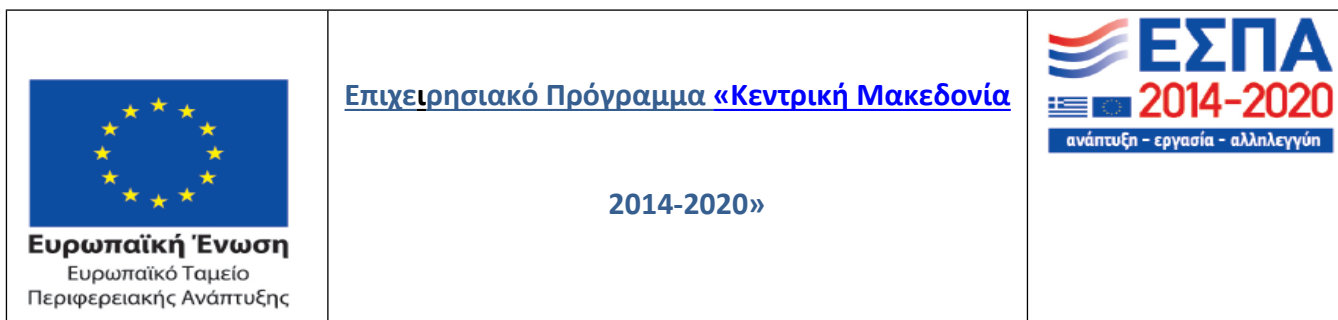 Ευρωπαϊκή Ένωση
Ευρωπαϊκό Ταμείο
Περιφερειακής Ανάπτυξης
Επιχειρησιακό Πρόγραμμα «Κεντρική Μακεδονία
2014-2020»
ΕΣΠΑ
2014-2020
ανάπτυξη - εργασία - αλληλεγγύη